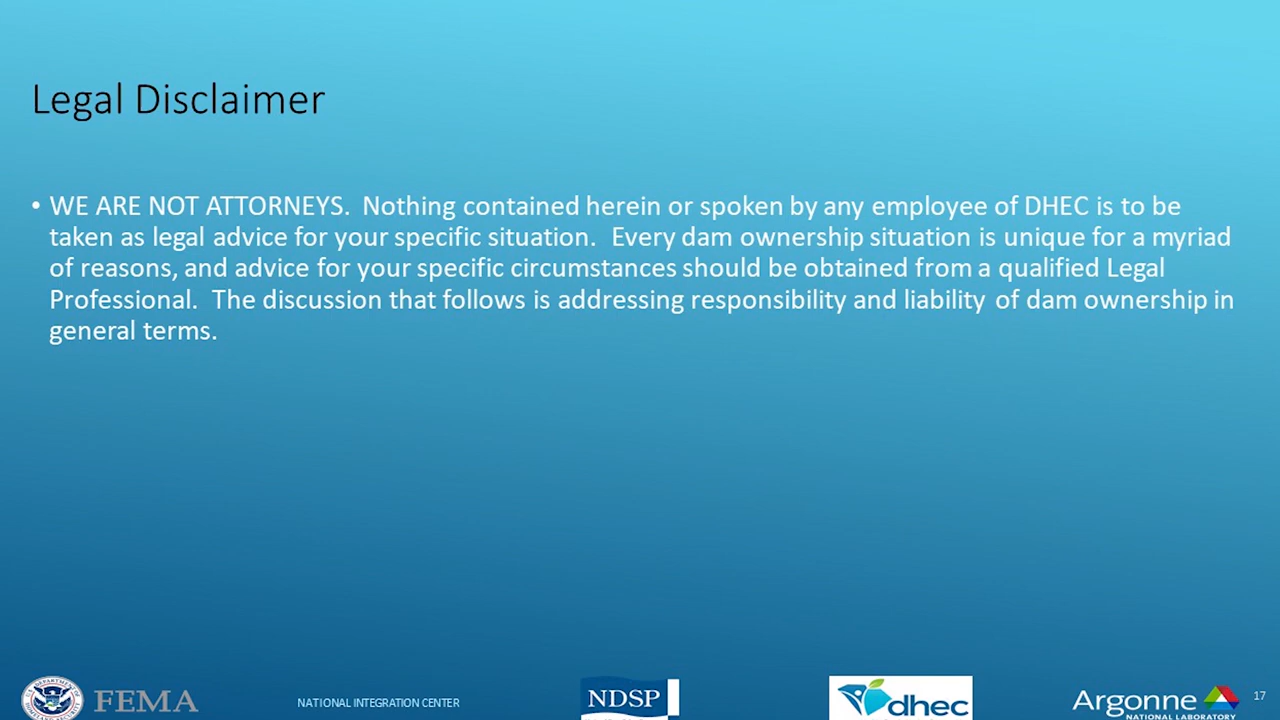 Legal Disclaimer
• WE ARE NOT ATTORNEYS.  Nothing contained herein or spoken by any employee of DHEC is to be
taken as legal advice for your specific situation.  Every dam ownership situation is unique for a myriad
of reasons, and advice for your specific circumstances should be obtained from a qualified Legal
Professional.  The discussion that follows is addressing responsibility and liability of dam ownership in
general terms.
FEMA
NATIONAL INTEGRATION CENTER
NDSP
dhec
Argonne
NATIONAL LABORATORY
17